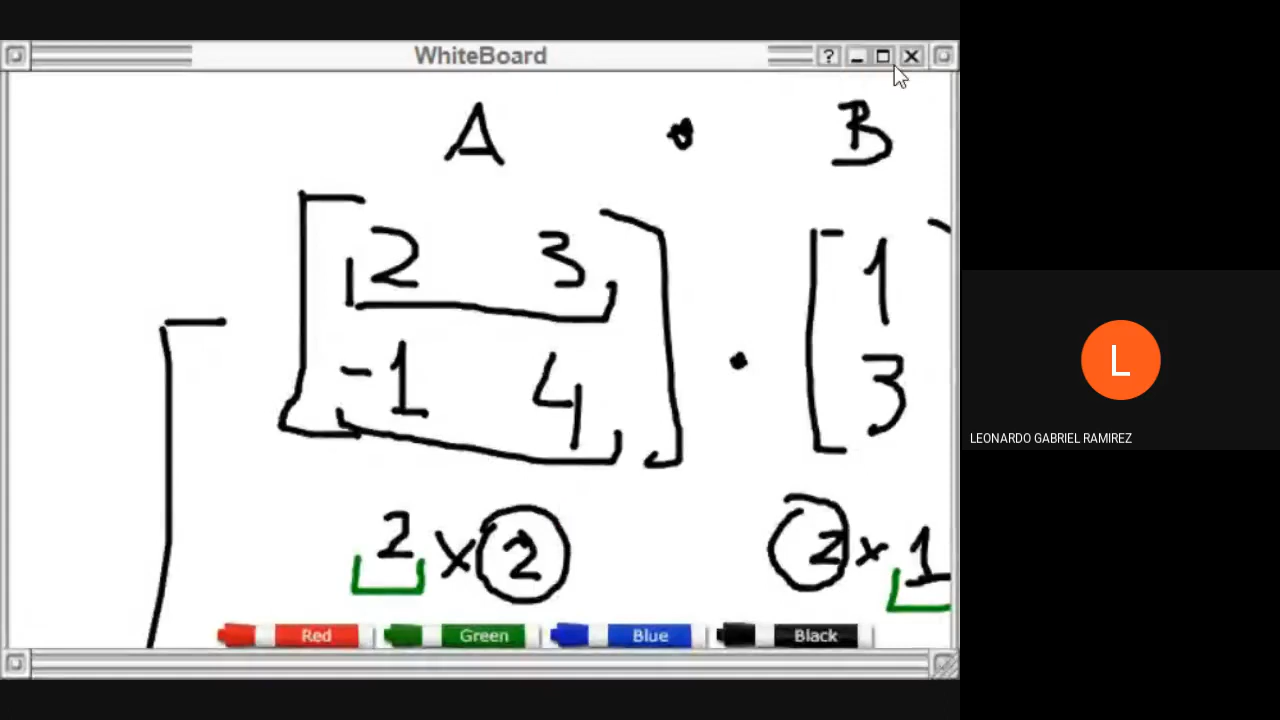 WhiteBoard
?
A • B
2 3
-1 4
•
1
3
2 x 2
2 x 1
Red Green Blue Black
L
LEONARDO GABRIEL RAMIREZ